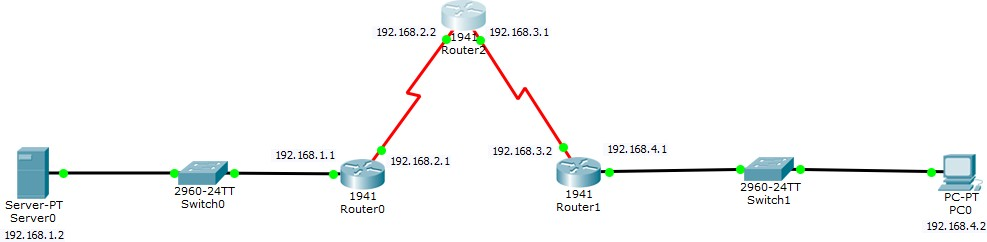 192.168.2.2
192.168.3.1
1941
Router2
192.168.1.1
192.168.2.1
192.168.3.2
192.168.4.1
2960-24TT
Switch0
1941
Router0
1941
Router1
2960-24TT
Switch1
Server-PT
Server0
192.168.1.2
PC-PT
PC0
192.168.4.2